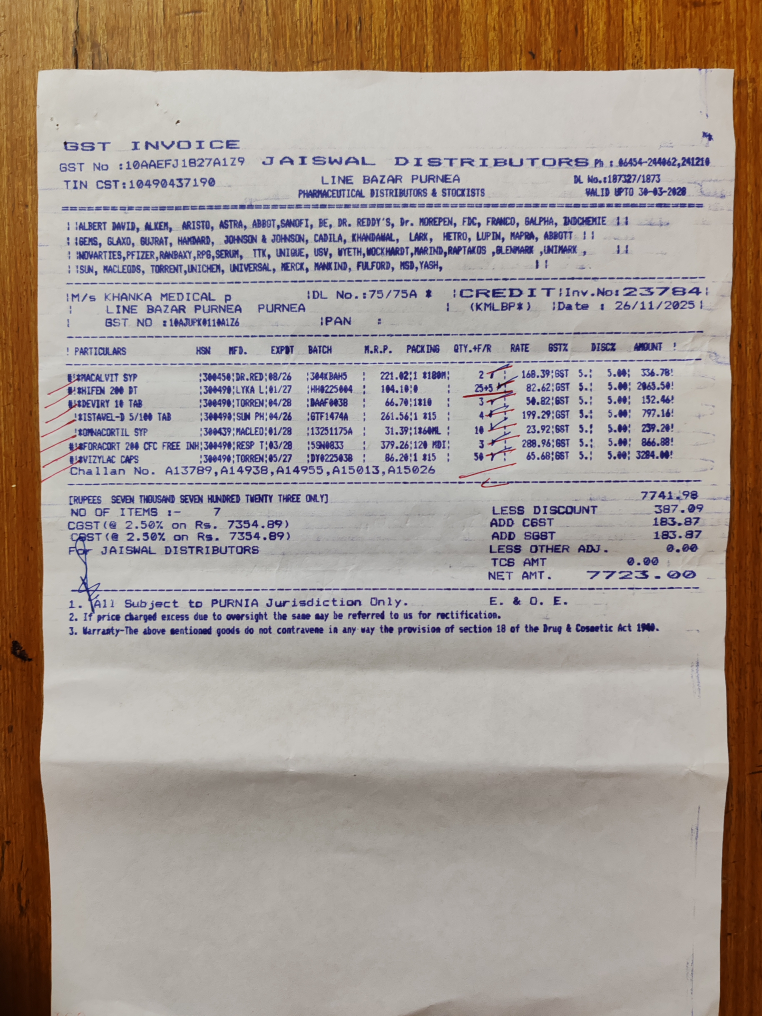 GST INVOICE
GST No :10AAEFJ1827A1Z9 JAISWAL DISTRIBUTORS Ph : 06454-244062,241210
TIN CST:10490437190 LINE BAZAR PURNEA DL No.:187327/1873
PHARMACEUTICAL DISTRIBUTORS & STOCKISTS VALID UPTO 30-03-2028
ALBERT DAVID, ALKEM, ARISTO, ASTRA, ABBOT,SANOFI, BE, DR. REDDY'S, Dr. MOREPEN, FDC, FRANCO, GALPHA, INDOCHEMIE
GEMS, GLAXO, GUJRAT, HAMDARD, JOHNSON & JOHNSON, CADILA, KHANDAWAL, LARK, HETRO, LUPIN, MAPRA, ABBOTT
NOVARTIES,PFIZER,RANBAXY,RPG,SERUM, TTK, UNIQUE, USV, WYETH,WOCKHARDT,MARIND,RAPTAKOS ,GLENMARK ,UNIMARK ,
SUN, MACLEODS, TORRENT,UNICHEM, UNIVERSAL, MERCK, MANKIND, FULFORD, MSD,YASH,
M/s KHANKA MEDICAL p |DL No.:75/75A * |CREDIT|Inv.No:23784|
| LINE BAZAR PURNEA PURNEA | (KMLBP*) |Date : 26/11/2025|
| GST NO :10AJUPK0110A1Z6 |PAN :
! PARTICULARS HSN MFD. EXPDT BATCH M.R.P. PACKING QTY.+F/R RATE GST% DISC% AMOUNT !
@!*MACALVIT SYP |300450|DR.RED|08/26 |304KBAH5 | 221.02|1 *180M| 2 | 168.39|GST 5.| 5.00| 336.78!
@!*HIFEN 200 DT |300490|LYKA L|01/27 |HH0225004 | 104.10|0 | 25+5 | 82.62|GST 5.| 5.00| 2065.50!
@!*DEVIRY 10 TAB |300490|TORREN|04/28 |DAAF003B | 66.70|1*10 | 3 | 50.82|GST 5.| 5.00| 152.46!
!*ISTAVEL-D 5/100 TAB |300490|SUN PH|04/26 |GTF1474A | 261.56|1 *15 | 4 | 199.29|GST 5.| 5.00| 797.16!
!*OMNACORTIL SYP |300439|MACLEO|01/28 |13251175A | 31.39|1*60ML | 10 | 23.92|GST 5.| 5.00| 239.20!
@!*FORACORT 200 CFC FREE INH|300490|RESP T|03/28 |5SN0833 | 379.26|120 MDI| 3 | 288.96|GST 5.| 5.00| 866.88!
@!*VIZYLAC CAPS |300490|TORREN|05/27 |DY022503B | 86.20|1 *15 | 50 | 65.68|GST 5.| 5.00| 3284.00!
Challan No. A13789,A14938,A14955,A15013,A15026
7741.98
[RUPEES SEVEN THOUSAND SEVEN HUNDRED TWENTY THREE ONLY]
NO OF ITEMS :- 7 LESS DISCOUNT 387.09
CGST(@ 2.50% on Rs. 7354.89) ADD CGST 183.87
CGST(@ 2.50% on Rs. 7354.89) ADD SGST 183.87
For JAISWAL DISTRIBUTORS LESS OTHER ADJ. 0.00
TCS AMT 0.00
NET AMT. 7723.00
1. All Subject to PURNIA Jurisdiction Only. E. & O. E.
2. If price charged excess due to oversight the same may be referred to us for rectification.
3. Warranty-The above mentioned goods do not contravene in any way the provision of section 18 of the Drug & Cosmetic Act 1940.